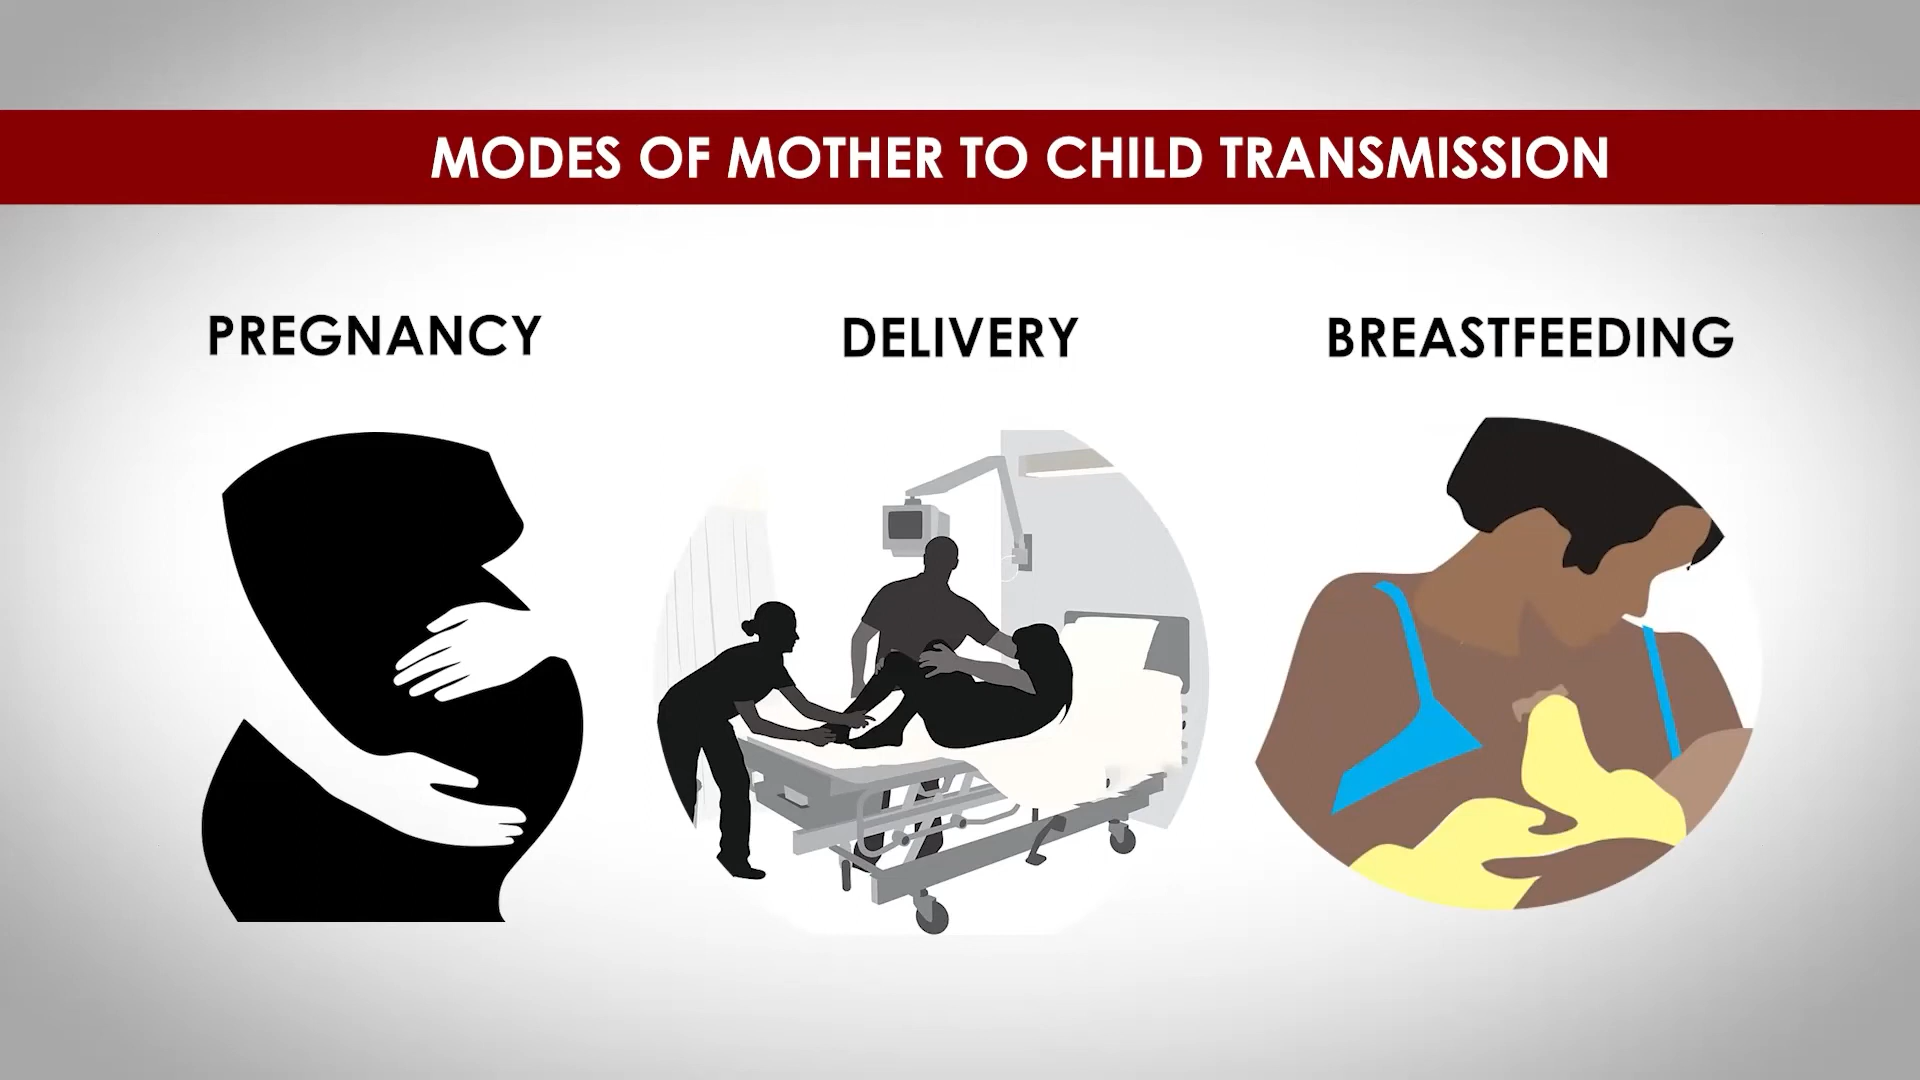 MODES OF MOTHER TO CHILD TRANSMISSION
PREGNANCY
DELIVERY
BREASTFEEDING